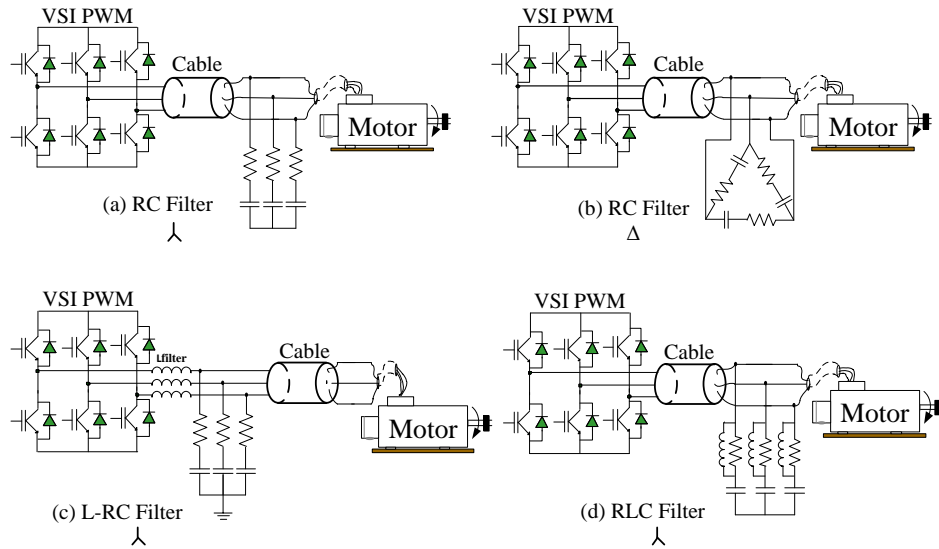 VSI PWM
Cable
Motor
(a) RC Filter
VSI PWM
Cable
Motor
(b) RC Filter
Δ
VSI PWM
Lfilter
Cable
Motor
(c) L-RC Filter
VSI PWM
Cable
Motor
(d) RLC Filter